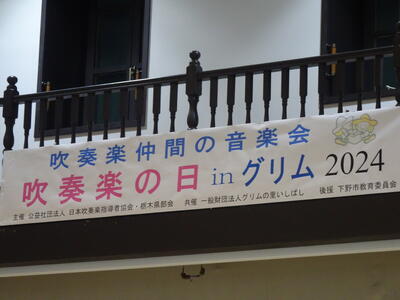 吹奏楽仲間の音楽会
吹奏楽の日 in グリム 2024
主催 公益社団法人 日本吹奏楽指導者協会・栃木県部会 共催 一般財団法人グリムの里いしばし 後援 下野市教育委員会